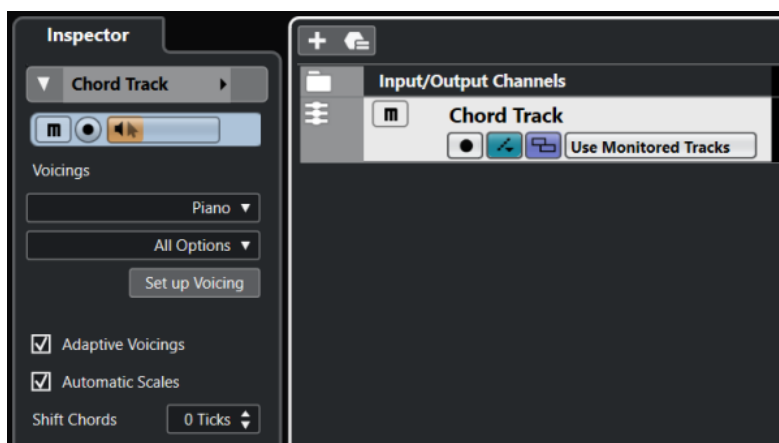 Inspector
Chord Track
m
Voicings
Piano
All Options
Set up Voicing
Adaptive Voicings
Automatic Scales
Shift Chords 0 Ticks
Input/Output Channels
m Chord Track
Use Monitored Tracks